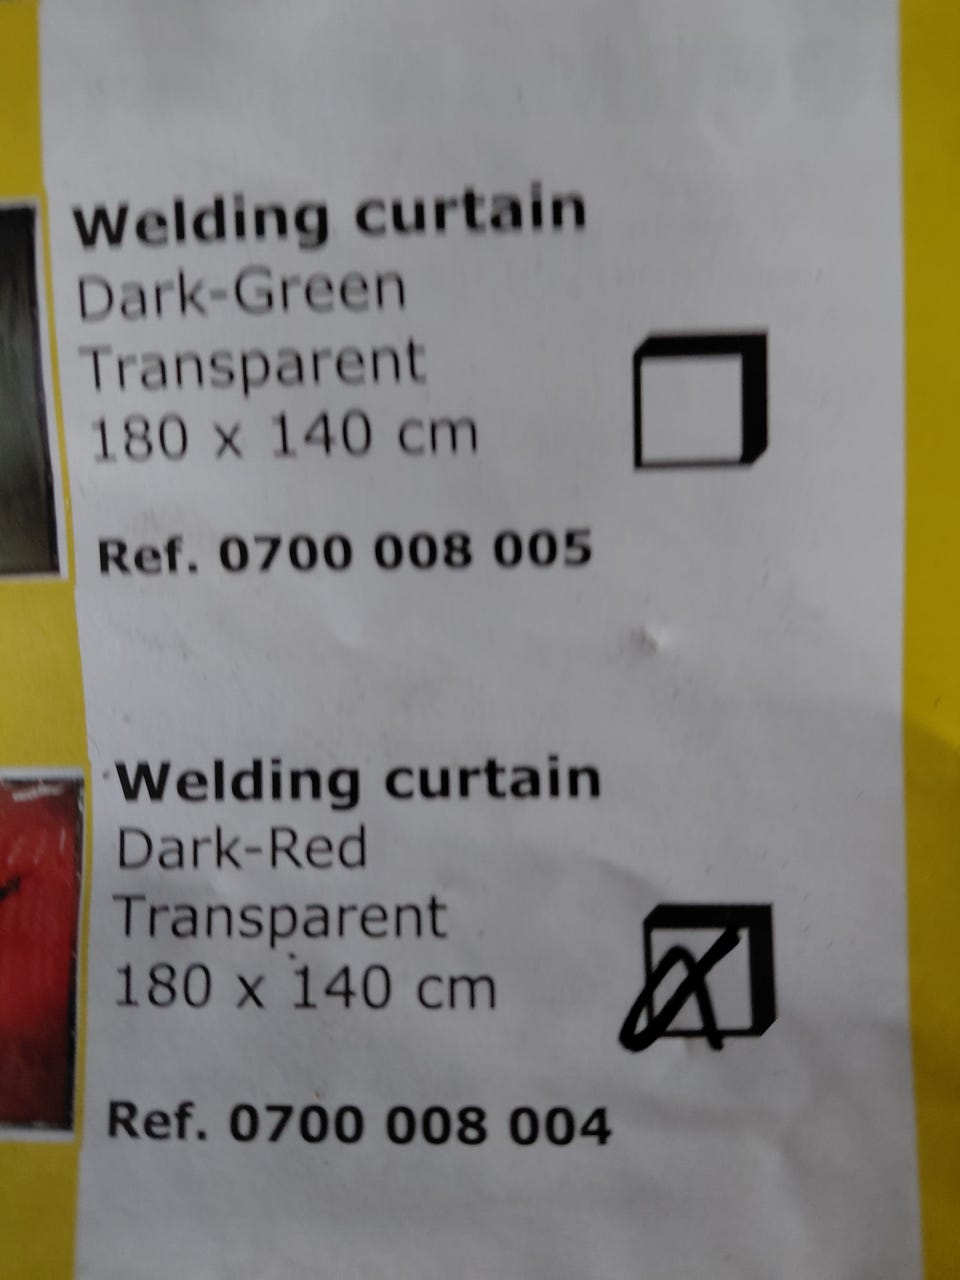 Welding curtain
Dark-Green
Transparent
180 x 140 cm
Ref. 0700 008 005
Welding curtain
Dark-Red
Transparent
180 x 140 cm
Ref. 0700 008 004